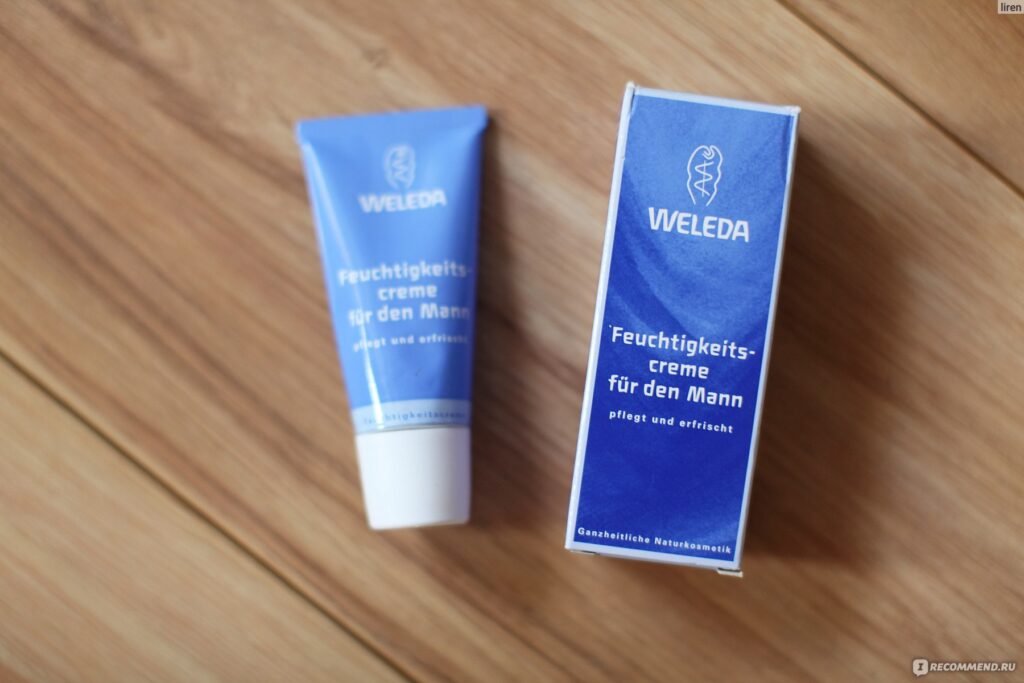 liren
WELEDA
Feuchtigkeits-
creme
für den Mann
pflegt und erfrischt
Feuchtigkeitscreme
WELEDA
Feuchtigkeits-
creme
für den Mann
pflegt und erfrischt
Ganzheitliche Naturkosmetik
I RECOMMEND.RU